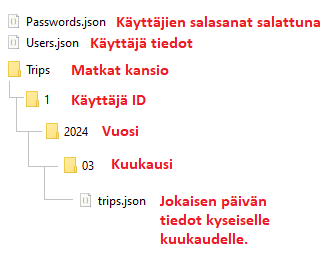 Passwords.json Käyttäjien salasanat salattuna
Users.json Käyttäjä tiedot
Trips Matkat kansio
1 Käyttäjä ID
2024 Vuosi
03 Kuukausi
trips.json Jokaisen päivän
tiedot kyseiselle
kuukaudelle.